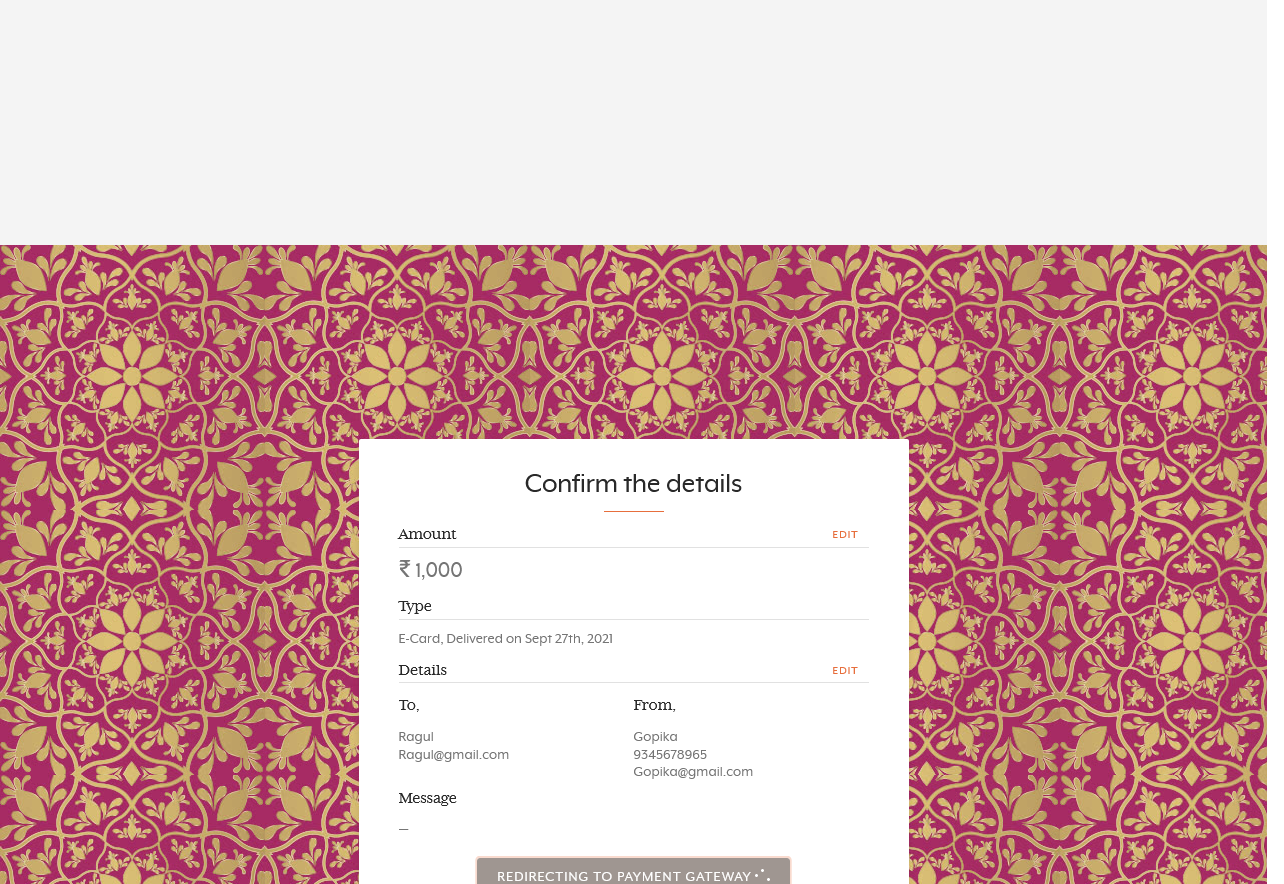 Confirm the details
Amount EDIT
₹ 1,000
Type
E-Card, Delivered on Sept 27th, 2021
Details EDIT
To, From,
Ragul Gopika
Ragul@gmail.com 9345678965
Gopika@gmail.com
Message
—
REDIRECTING TO PAYMENT GATEWAY